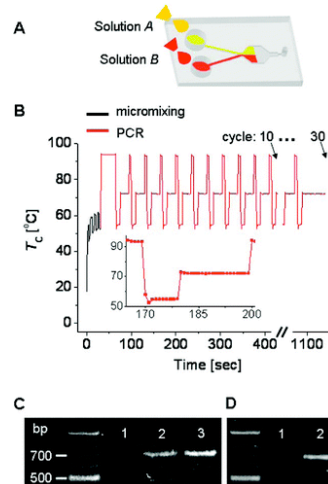 A
Solution A
Solution B
B
micromixing
PCR
cycle: 10 ... 30
T_C [°C]
100
80
60
40
20
0
90
70
50
170 185 200
0 100 200 300 400 1100
Time [sec]
C
D
bp
1 2 3
1 2
700
500